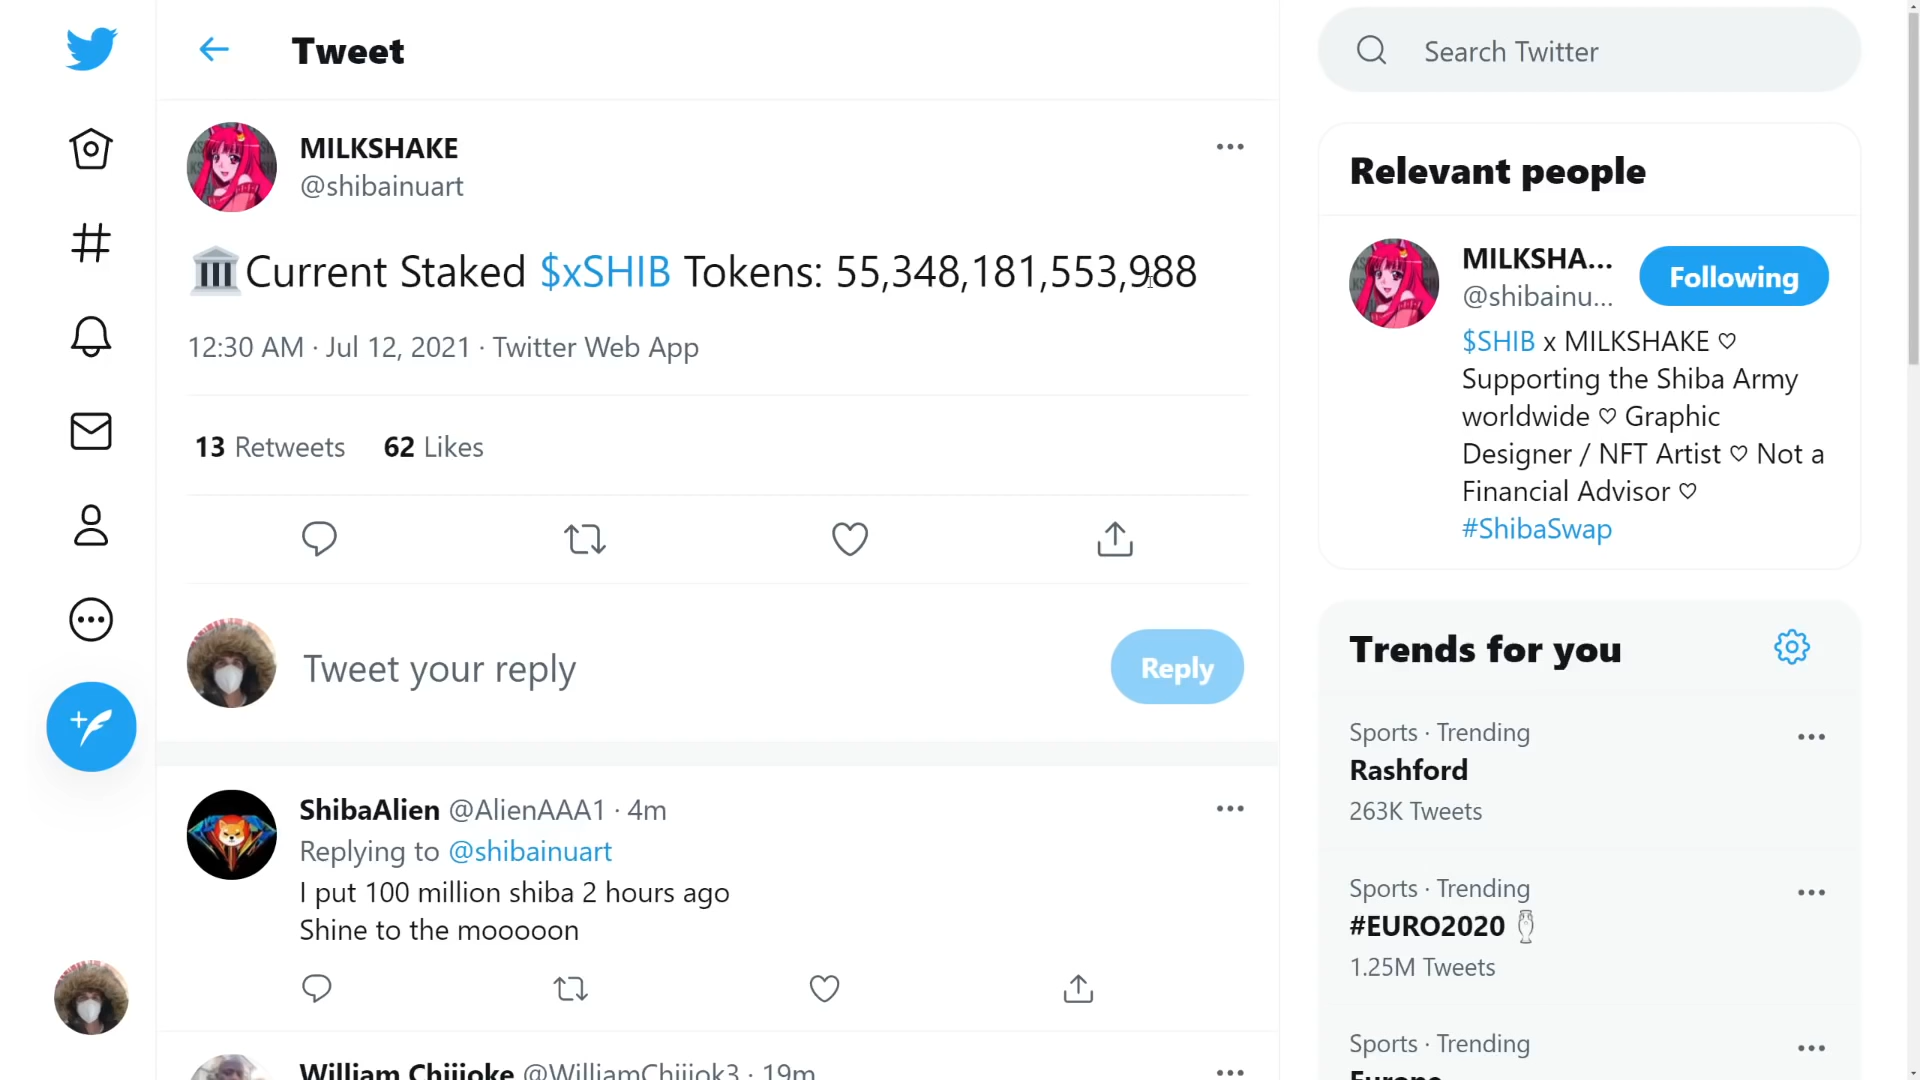 Tweet
MILKSHAKE
@shibainuart
🏛️Current Staked $xSHIB Tokens: 55,348,181,553,988
12:30 AM · Jul 12, 2021 · Twitter Web App
13 Retweets 62 Likes
Tweet your reply
Reply
ShibaAlien @AlienAAA1 · 4m
Replying to @shibainuart
I put 100 million shiba 2 hours ago
Shine to the mooooon
William Chijioke @WilliamChijiok3 · 19m
Search Twitter
Relevant people
MILKSHA...
@shibainu...
Following
$SHIB x MILKSHAKE ♡
Supporting the Shiba Army
worldwide ♡ Graphic
Designer / NFT Artist ♡ Not a
Financial Advisor ♡
#ShibaSwap
Trends for you
Sports · Trending
Rashford
263K Tweets
Sports · Trending
#EURO2020
1.25M Tweets
Sports · Trending
Europe